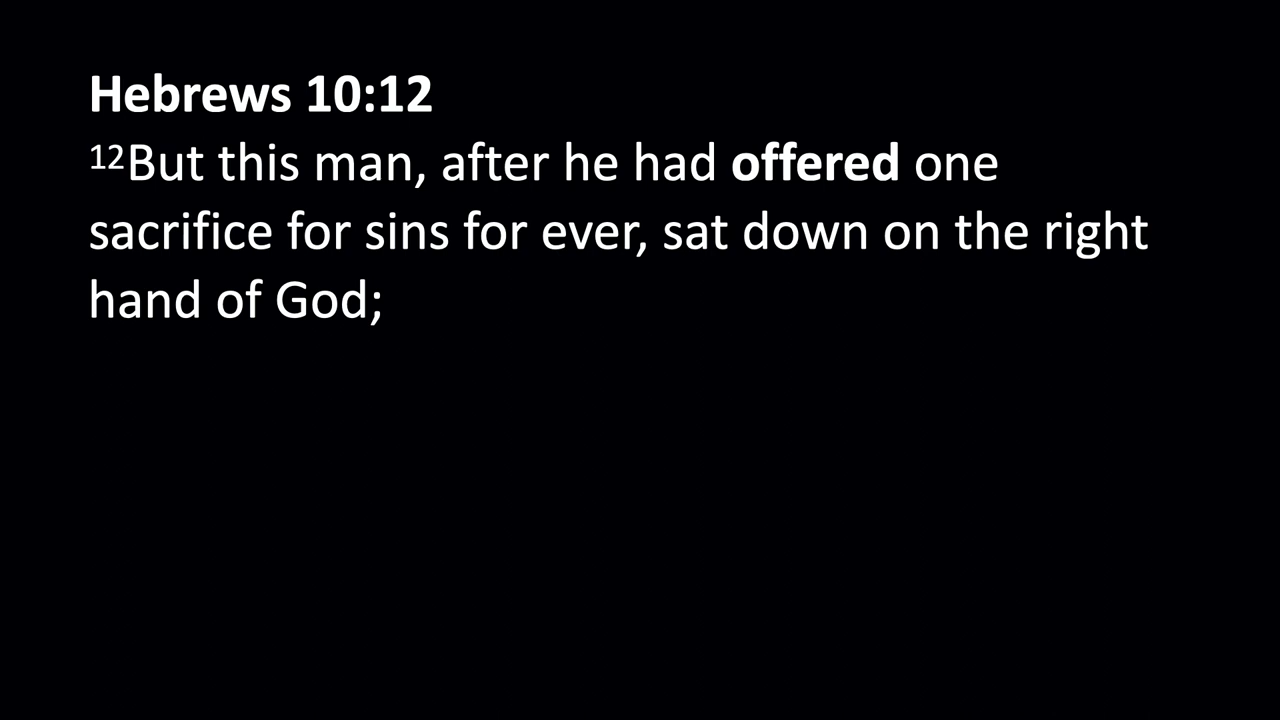 Hebrews 10:12
12But this man, after he had offered one
sacrifice for sins for ever, sat down on the right
hand of God;